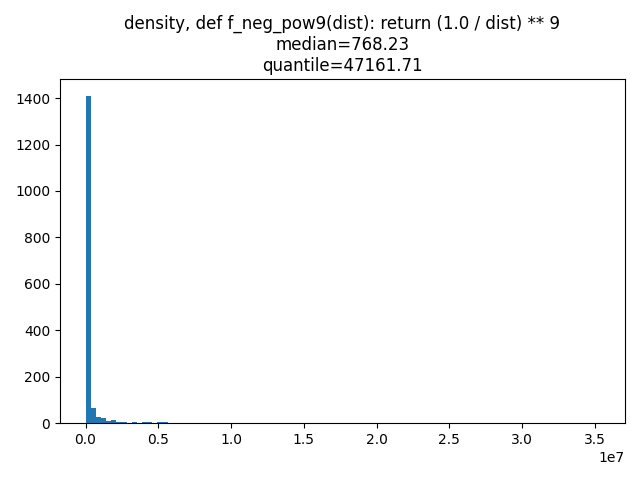 density, def f_neg_pow9(dist): return (1.0 / dist) ** 9
median=768.23
quantile=47161.71
1400
1200
1000
800
600
400
200
0
0.0 0.5 1.0 1.5 2.0 2.5 3.0 3.5
1e7